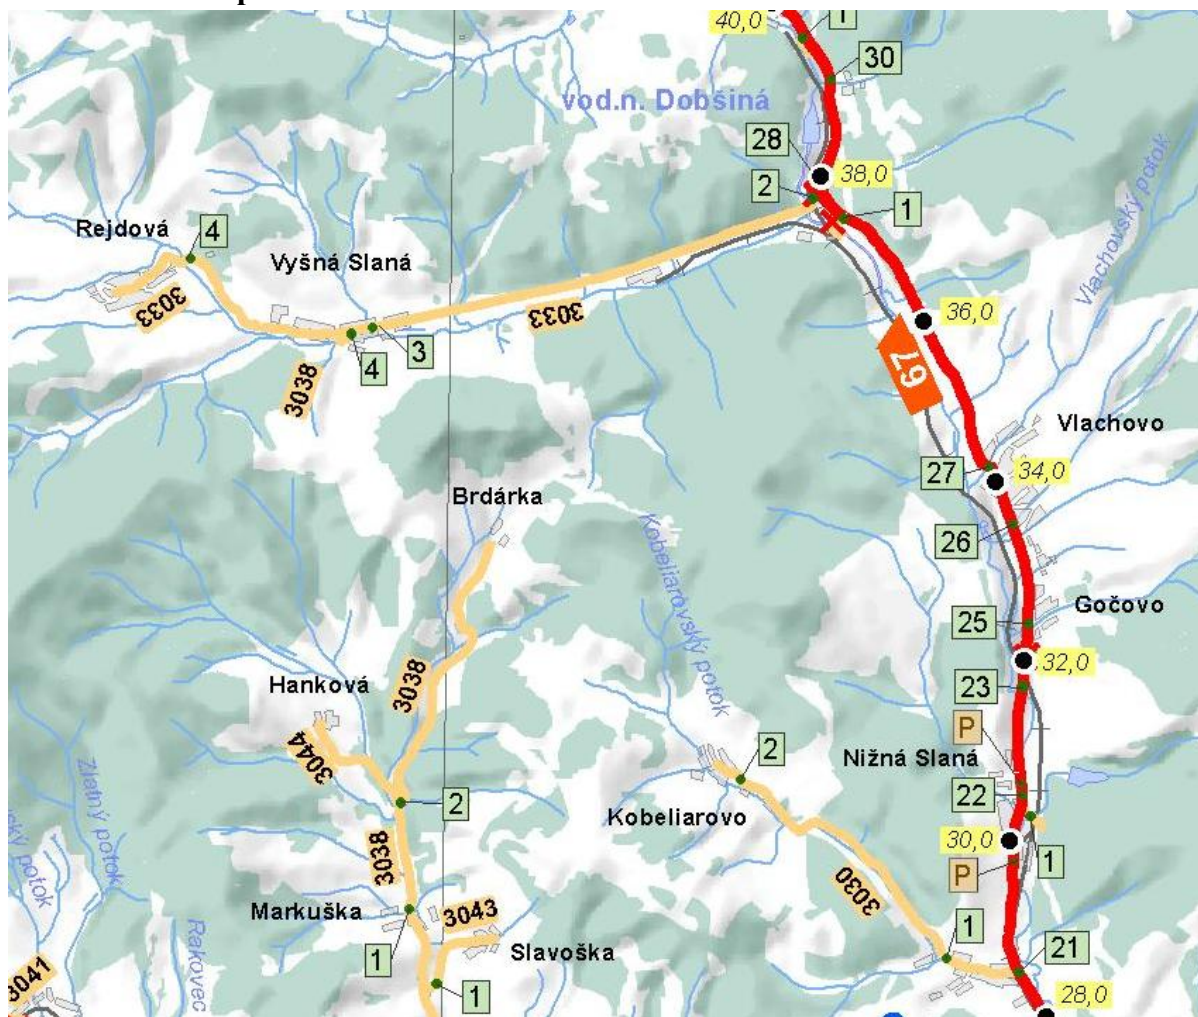 40,0
1
30
vod.n. Dobšiná
28
38,0
2
1
Rejdová
4
Vyšná Slaná
Vlachovský potok
3033
3033
36,0
3
4
3038
67
Vlachovo
27
34,0
Brdárka
Kobeliarovský potok
26
Gočovo
25
32,0
3038
23
Hanková
P
3044
Nižná Slaná
2
2
22
Zlatný potok
Kobeliarovo
30,0
1
potok
3038
P
3030
Markuška
3043
1
Slavoška
21
1
Rakovec
3041
1
28,0